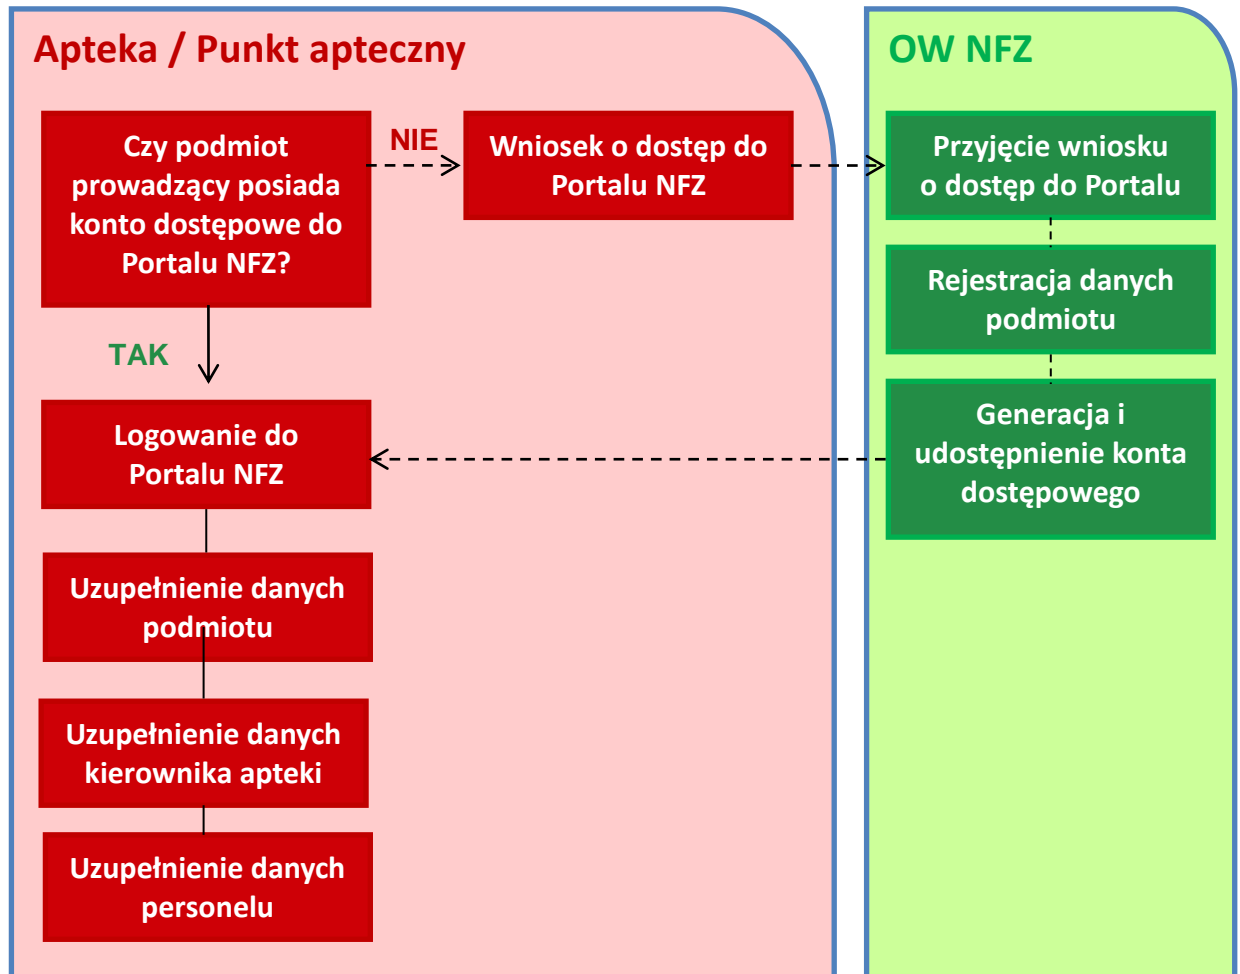 Apteka / Punkt apteczny
Czy podmiot
prowadzący posiada
konto dostępowe do
Portalu NFZ?
NIE
Wniosek o dostęp do
Portalu NFZ
TAK
Logowanie do
Portalu NFZ
Uzupełnienie danych
podmiotu
Uzupełnienie danych
kierownika apteki
Uzupełnienie danych
personelu
OW NFZ
Przyjęcie wniosku
o dostęp do Portalu
Rejestracja danych
podmiotu
Generacja i
udostępnienie konta
dostępowego